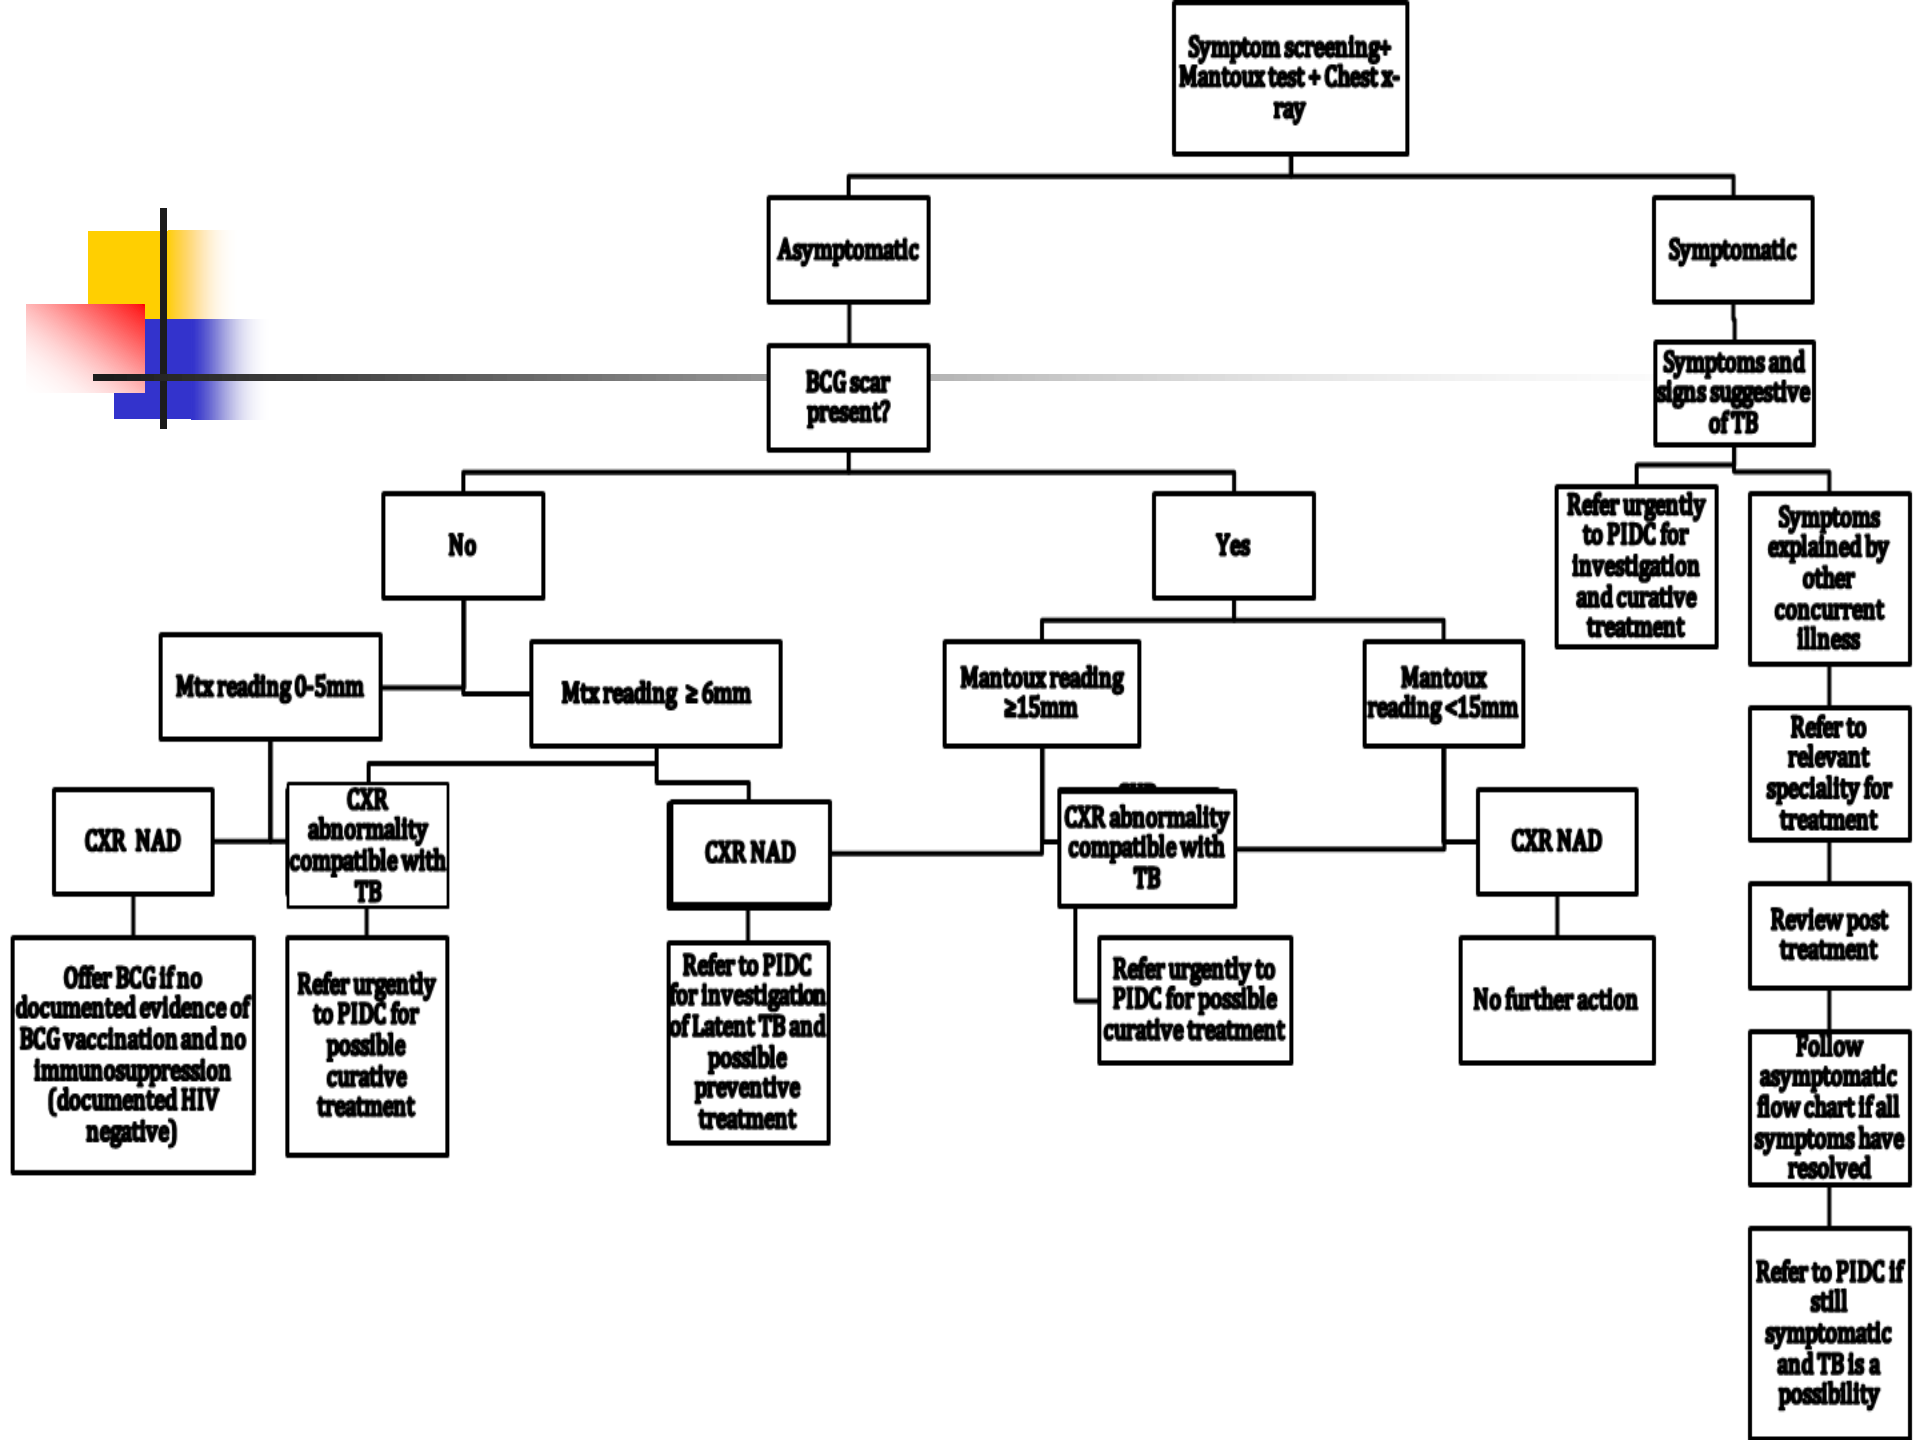 Symptom screening+
Mantoux test + Chest x-
ray
Asymptomatic
Symptomatic
BCG scar
present?
Symptoms and
signs suggestive
of TB
No
Yes
Refer urgently
to PIDC for
investigation
and curative
treatment
Symptoms
explained by
other
concurrent
illness
Mtx reading 0-5mm
Mtx reading ≥ 6mm
Mantoux reading
≥15mm
Mantoux
reading <15mm
Refer to
relevant
speciality for
treatment
CXR NAD
CXR
abnormality
compatible with
TB
CXR NAD
CXR abnormality
compatible with
TB
CXR NAD
Review post
treatment
Offer BCG if no
documented evidence of
BCG vaccination and no
immunosuppression
(documented HIV
negative)
Refer urgently
to PIDC for
possible
curative
treatment
Refer to PIDC
for investigation
of Latent TB and
possible
preventive
treatment
Refer urgently to
PIDC for possible
curative treatment
No further action
Follow
asymptomatic
flow chart if all
symptoms have
resolved
Refer to PIDC if
still
symptomatic
and TB is a
possibility